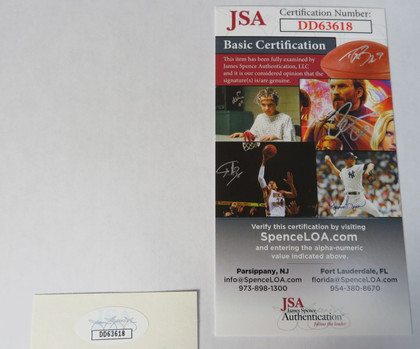 JSA
Certification Number:
DD63618
Basic Certification
This item has been fully examined by
James Spence Authentication, LLC
and it is our considered opinion that the
signature(s) is/are genuine.
Verify this certification by visiting
SpenceLOA.com
and entering the alpha-numeric
value indicated above.
Parsippany, NJ
info@SpenceLOA.com
973-898-1300
Fort Lauderdale, FL
florida@SpenceLOA.com
954-380-8670
JSA
James Spence
Authentication
DD63618